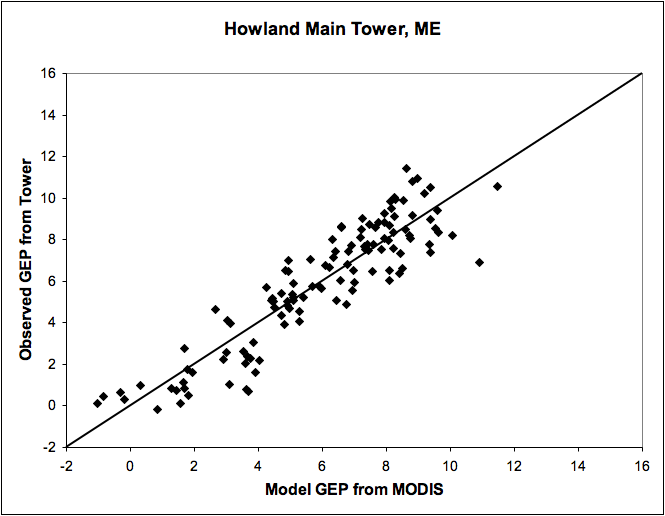 Howland Main Tower, ME
16
14
12
10
8
6
4
2
0
-2
Observed GEP from Tower
-2 0 2 4 6 8 10 12 14 16
Model GEP from MODIS